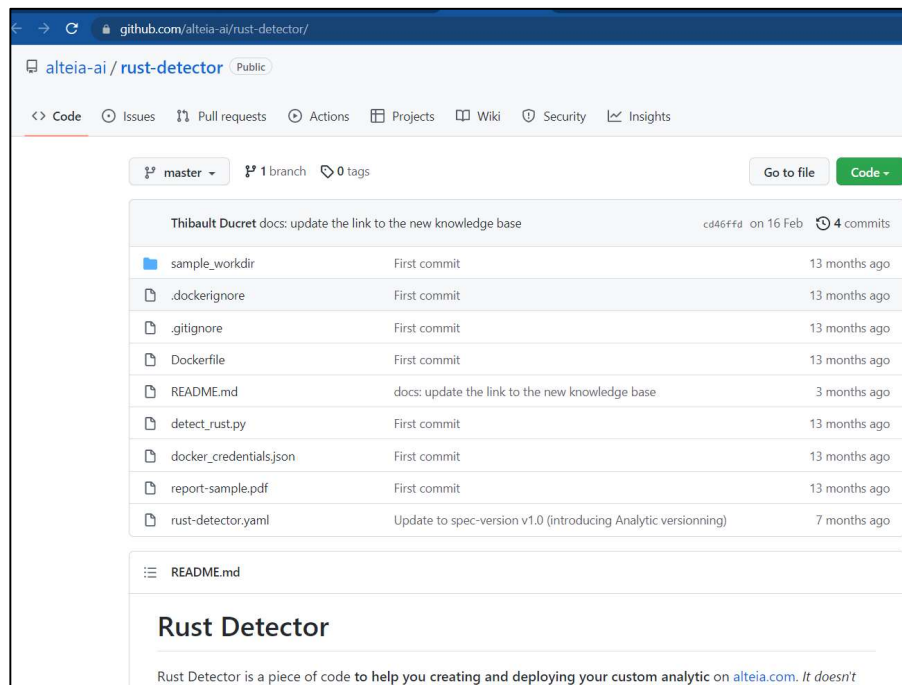 github.com/alteia-ai/rust-detector/
alteia-ai / rust-detector Public
Code Issues Pull requests Actions Projects Wiki Security Insights
master 1 branch 0 tags Go to file Code
Thibault Ducret docs: update the link to the new knowledge base cd46ffd on 16 Feb 4 commits
sample_workdir First commit 13 months ago
.dockerignore First commit 13 months ago
.gitignore First commit 13 months ago
Dockerfile First commit 13 months ago
README.md docs: update the link to the new knowledge base 3 months ago
detect_rust.py First commit 13 months ago
docker_credentials.json First commit 13 months ago
report-sample.pdf First commit 13 months ago
rust-detector.yaml Update to spec-version v1.0 (introducing Analytic versionning) 7 months ago
README.md
Rust Detector
Rust Detector is a piece of code to help you creating and deploying your custom analytic on alteia.com. It doesn't